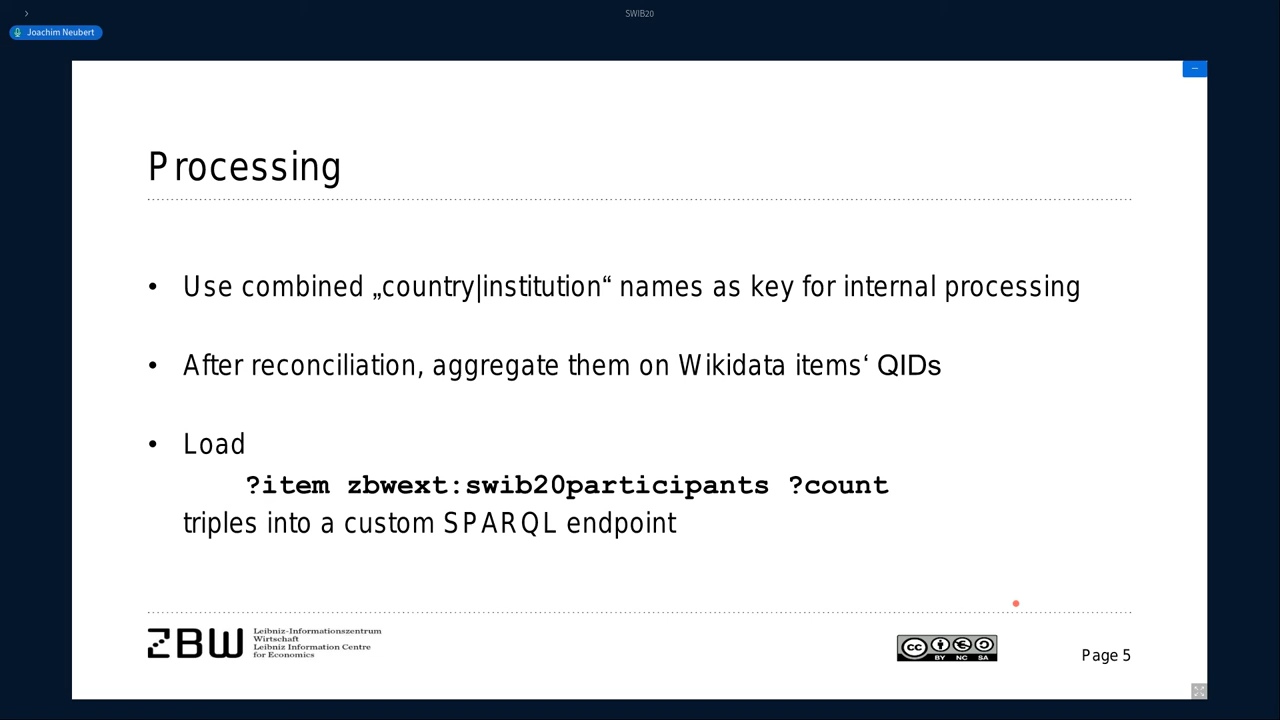 SWIB20
Joachim Neubert
Processing
• Use combined „country|institution“ names as key for internal processing
• After reconciliation, aggregate them on Wikidata items‘ QIDs
• Load
?item zbwext:swib20participants ?count
triples into a custom SPARQL endpoint
ZBW
Leibniz-Informationszentrum
Wirtschaft
Leibniz Information Centre
for Economics
CC BY NC SA
Page 5